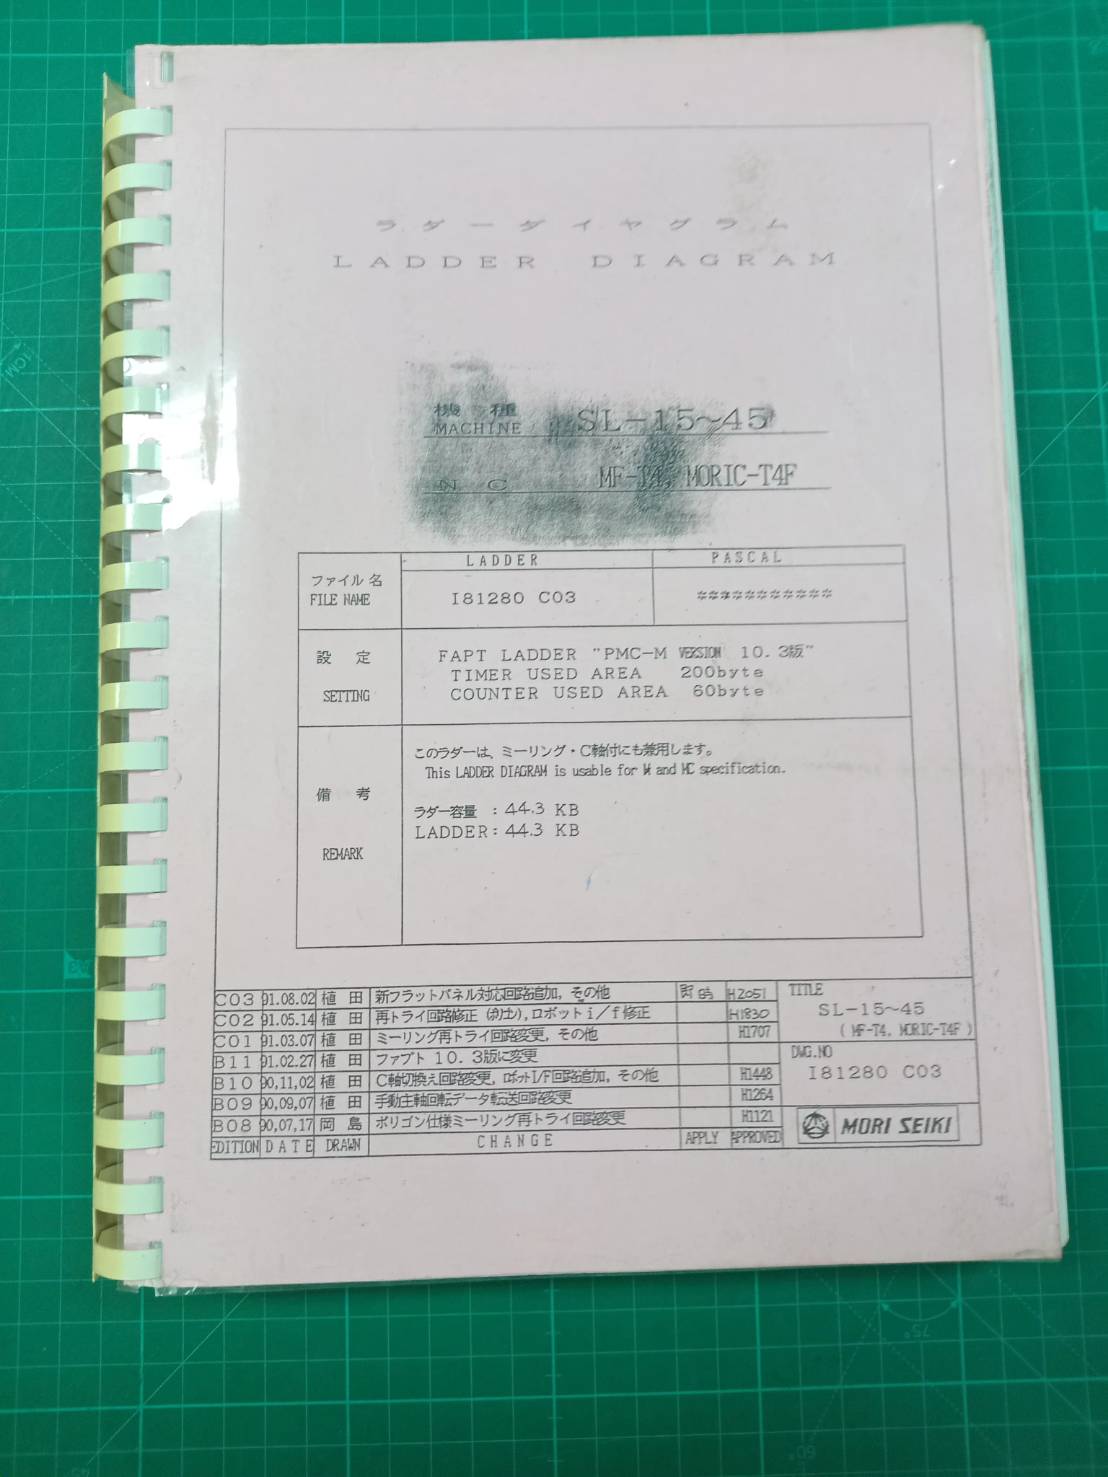 ラダーダイヤグラム
LADDER DIAGRAM
機種
MACHINE SL-15~45
NC MF-T4, MORIC-T4F
LADDER PASCAL
ファイル名
FILE NAME I81280 C03 ***********
設定 FAPT LADDER "PMC-M VERSION 10.3版"
TIMER USED AREA 200byte
SETTING COUNTER USED AREA 60byte
このラダーは、ミーリング・C軸付にも兼用します。
This LADDER DIAGRAM is usable for M and MC specification.
備考
ラダー容量 : 44.3 KB
LADDER: 44.3 KB
REMARK
C03 91.08.02 植田 新フラットパネル対応回路追加, その他 H2051
C02 91.05.14 植田 再トライ回路修正 ロボットi/f修正 H1830
C01 91.03.07 植田 ミーリング再トライ回路変更, その他 H1707
B11 91.02.27 植田 ファプト 10.3版に変更
B10 90,11,02 植田 C軸切換え回路変更, ロボットI/F回路追加, その他 H1448
B09 90,09,07 植田 手動主軸回転データ転送回路変更 H1264
B08 90,07,17 岡島 ポリゴン仕様ミーリング再トライ回路変更 H1121
EDITION DATE DRAWN CHANGE APPLY APPROVED
TITLE
SL-15~45
( MF-T4, MORIC-T4F )
DWG.NO
I81280 C03
MORI SEIKI
1CM
A3
75°
60°